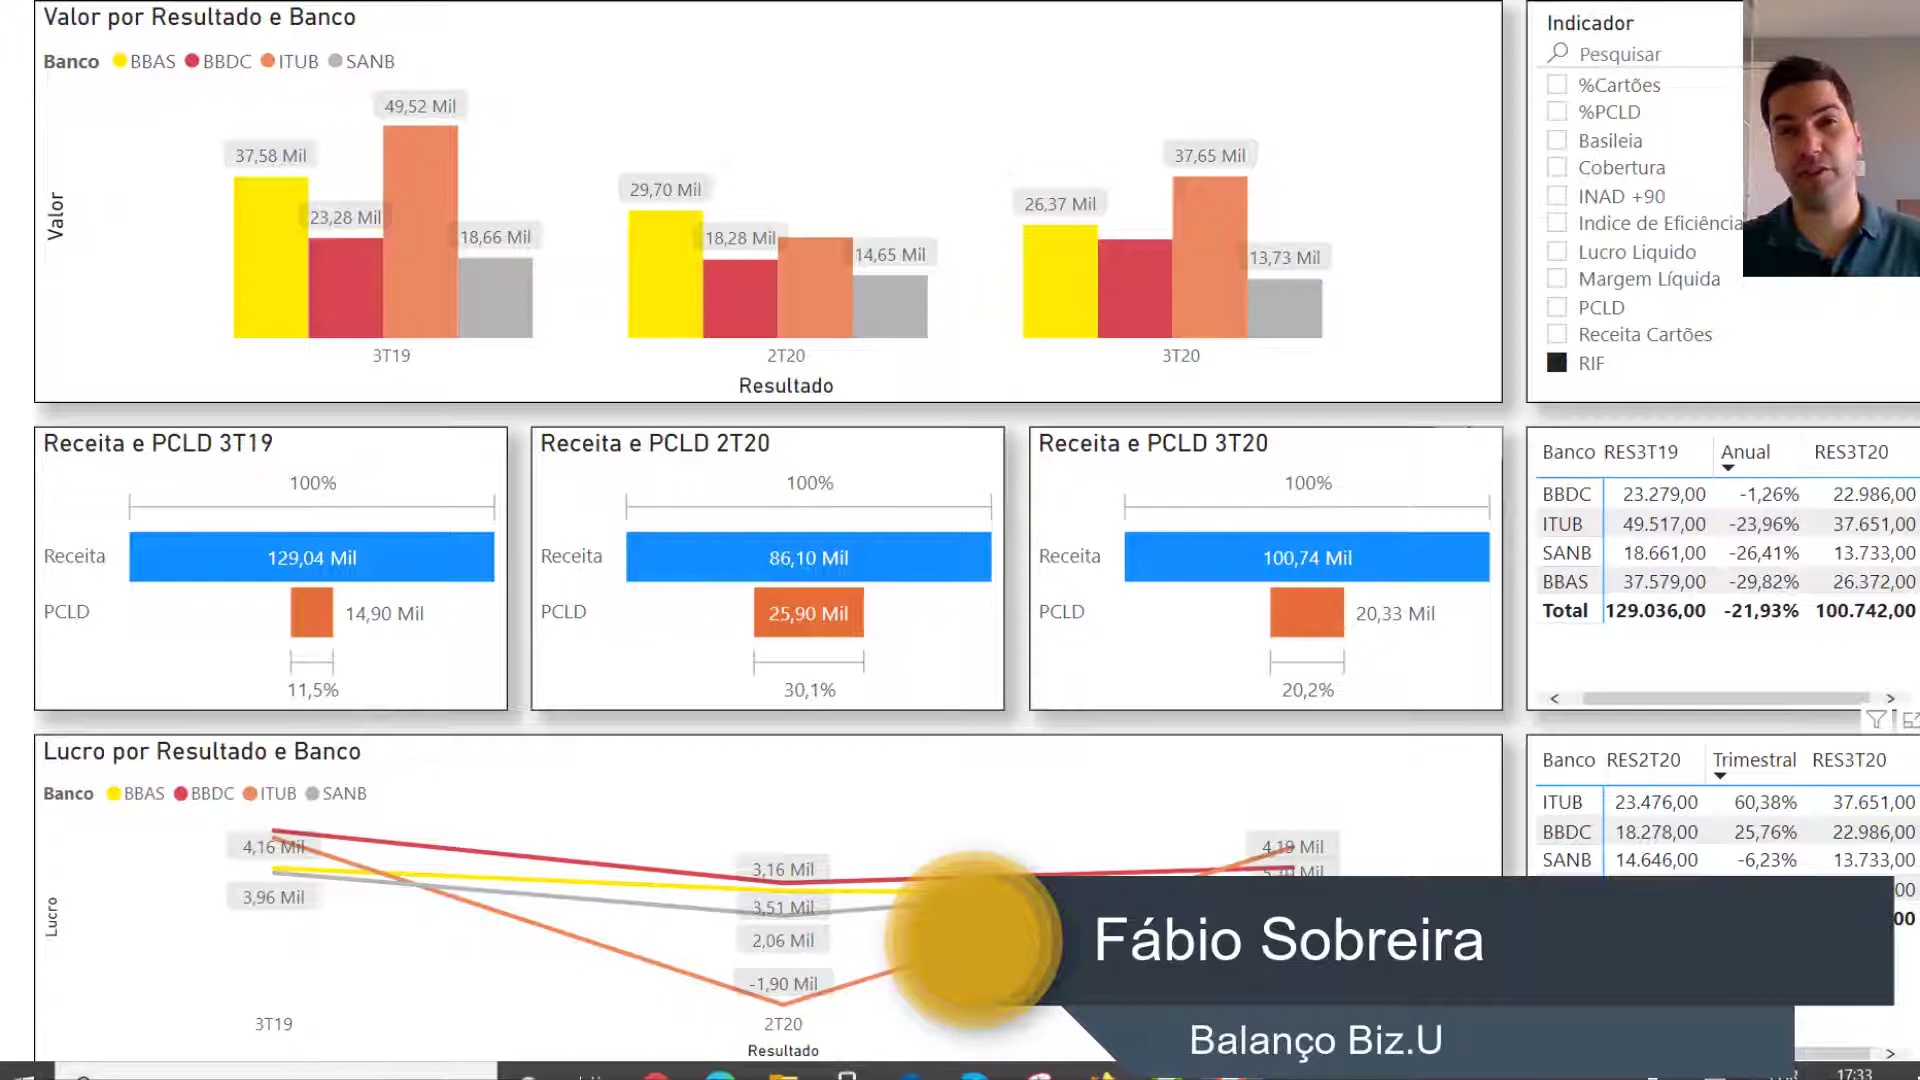 Valor por Resultado e Banco
Banco BBAS BBDC ITUB SANB
49,52 Mil
37,58 Mil
23,28 Mil
18,66 Mil
29,70 Mil
18,28 Mil
14,65 Mil
37,65 Mil
26,37 Mil
13,73 Mil
Valor
3T19 2T20 3T20
Resultado
Indicador
Pesquisar
%Cartões
%PCLD
Basileia
Cobertura
INAD +90
Indice de Eficiência
Lucro Liquido
Margem Líquida
PCLD
Receita Cartões
RIF
Receita e PCLD 3T19
100%
Receita 129,04 Mil
PCLD 14,90 Mil
11,5%
Receita e PCLD 2T20
100%
Receita 86,10 Mil
PCLD 25,90 Mil
30,1%
Receita e PCLD 3T20
100%
Receita 100,74 Mil
PCLD 20,33 Mil
20,2%
Banco RES3T19 Anual RES3T20
BBDC 23.279,00 -1,26% 22.986,00
ITUB 49.517,00 -23,96% 37.651,00
SANB 18.661,00 -26,41% 13.733,00
BBAS 37.579,00 -29,82% 26.372,00
Total 129.036,00 -21,93% 100.742,00
Lucro por Resultado e Banco
Banco BBAS BBDC ITUB SANB
4,16 Mil
3,96 Mil
3,16 Mil
3,51 Mil
2,06 Mil
-1,90 Mil
4,19 Mil
Lucro
3T19 2T20
Resultado
Banco RES2T20 Trimestral RES3T20
ITUB 23.476,00 60,38% 37.651,00
BBDC 18.278,00 25,76% 22.986,00
SANB 14.646,00 -6,23% 13.733,00
00
00
Fábio Sobreira
Balanço Biz.U
17:33